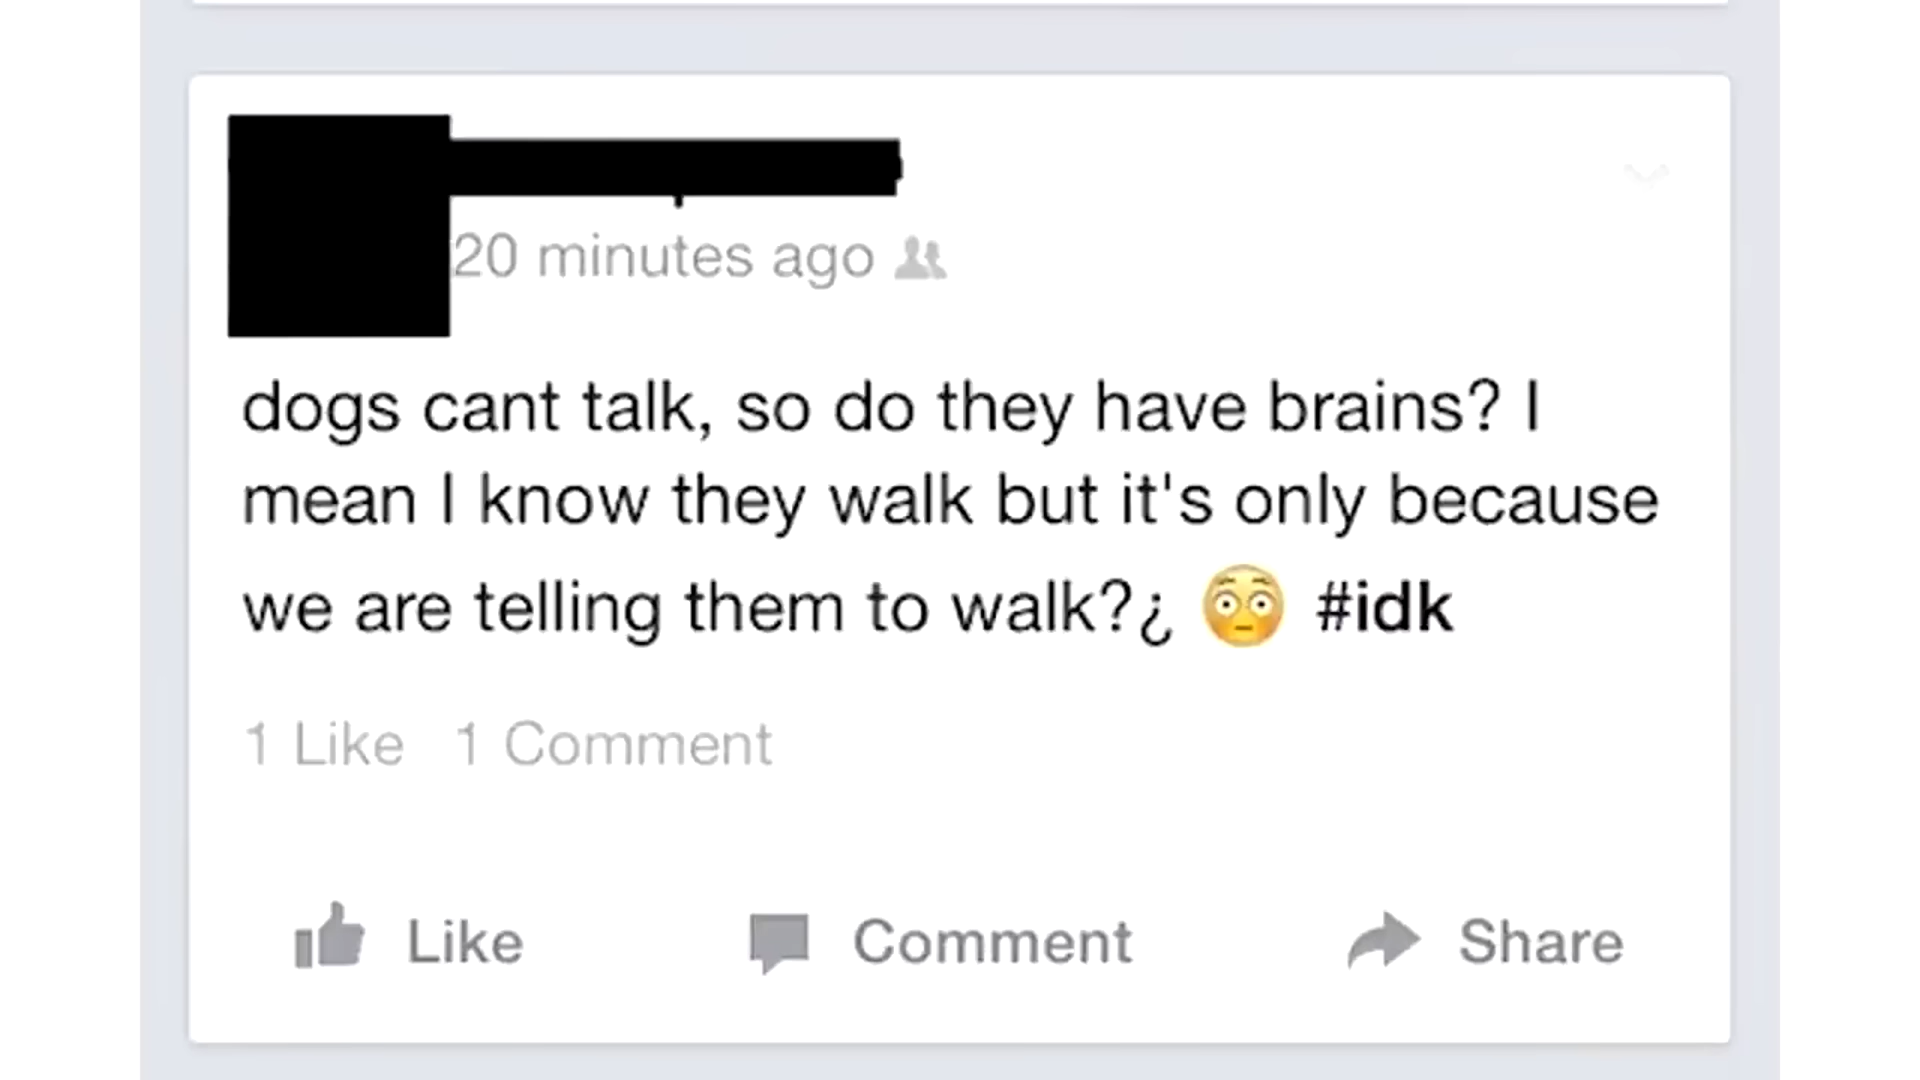 20 minutes ago
dogs cant talk, so do they have brains? I
mean I know they walk but it's only because
we are telling them to walk?¿ 😳 #idk
1 Like 1 Comment
Like Comment Share